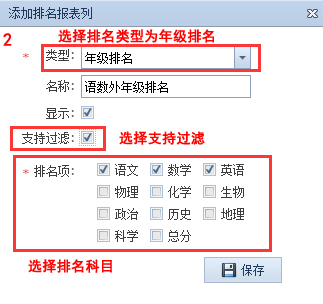 添加排名报表列
2 选择排名类型为年级排名
* 类型: 年级排名
名称: 语数外年级排名
显示:
支持过滤: 选择支持过滤
* 排名项: 语文 数学 英语
物理 化学 生物
政治 历史 地理
科学 总分
选择排名科目
保存